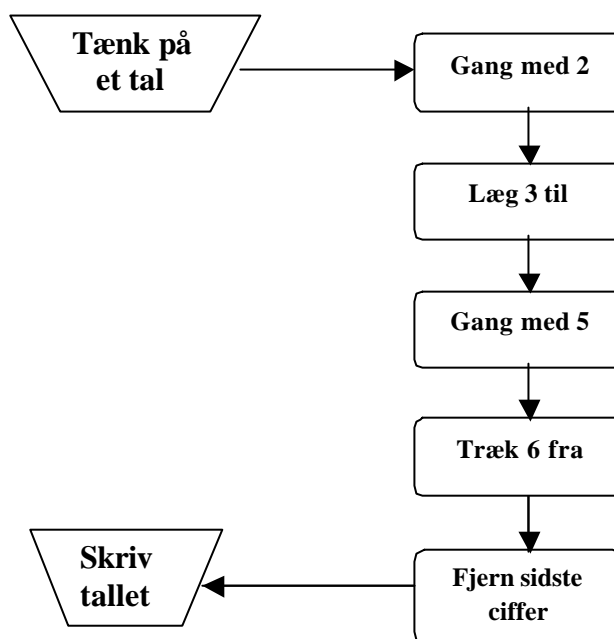 Tænk på
et tal
Gang med 2
Læg 3 til
Gang med 5
Træk 6 fra
Fjern sidste
ciffer
Skriv
tallet